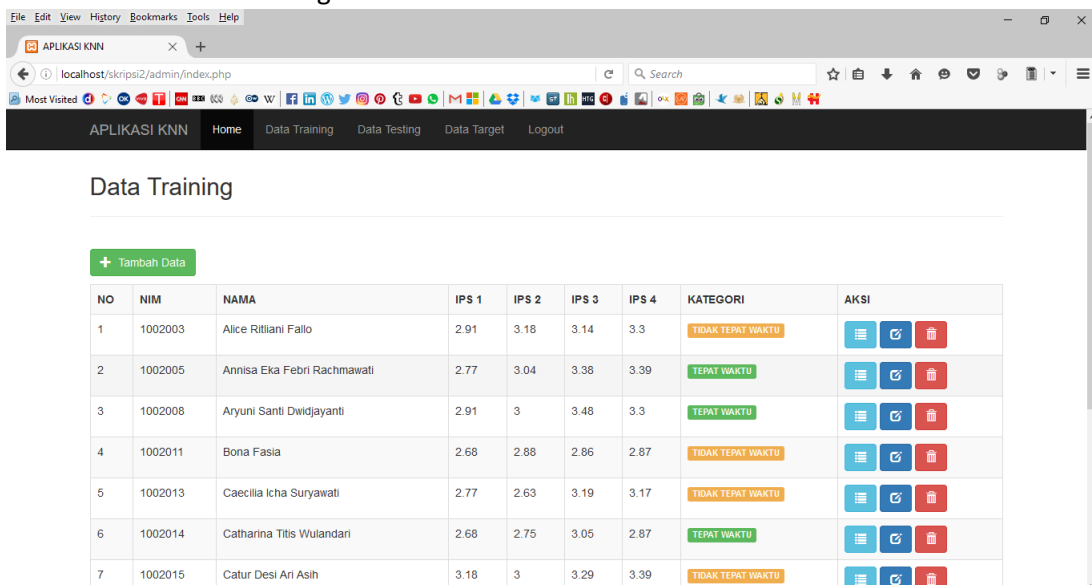 File Edit View History Bookmarks Tools Help
APLIKASI KNN
localhost/skripsi2/admin/index.php Search
Most Visited
APLIKASI KNN Home Data Training Data Testing Data Target Logout
Data Training
Tambah Data
NO NIM NAMA IPS 1 IPS 2 IPS 3 IPS 4 KATEGORI AKSI
1 1002003 Alice Ritliani Fallo 2.91 3.18 3.14 3.3 TIDAK TEPAT WAKTU
2 1002005 Annisa Eka Febri Rachmawati 2.77 3.04 3.38 3.39 TEPAT WAKTU
3 1002008 Aryuni Santi Dwidjayanti 2.91 3 3.48 3.3 TEPAT WAKTU
4 1002011 Bona Fasia 2.68 2.88 2.86 2.87 TIDAK TEPAT WAKTU
5 1002013 Caecilia Icha Suryawati 2.77 2.63 3.19 3.17 TIDAK TEPAT WAKTU
6 1002014 Catharina Titis Wulandari 2.68 2.75 3.05 2.87 TEPAT WAKTU
7 1002015 Catur Desi Ari Asih 3.18 3 3.29 3.39 TIDAK TEPAT WAKTU